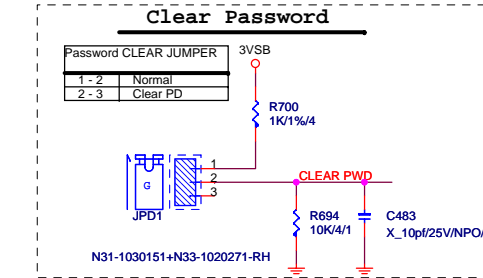 Clear Password
Password CLEAR JUMPER
1 - 2 Normal
2 - 3 Clear PD
3VSB
R700
1K/1%/4
1
2
3
G
JPD1
CLEAR PWD
R694
10K/4/1
C483
X_10pf/25V/NPO/
N31-1030151+N33-1020271-RH